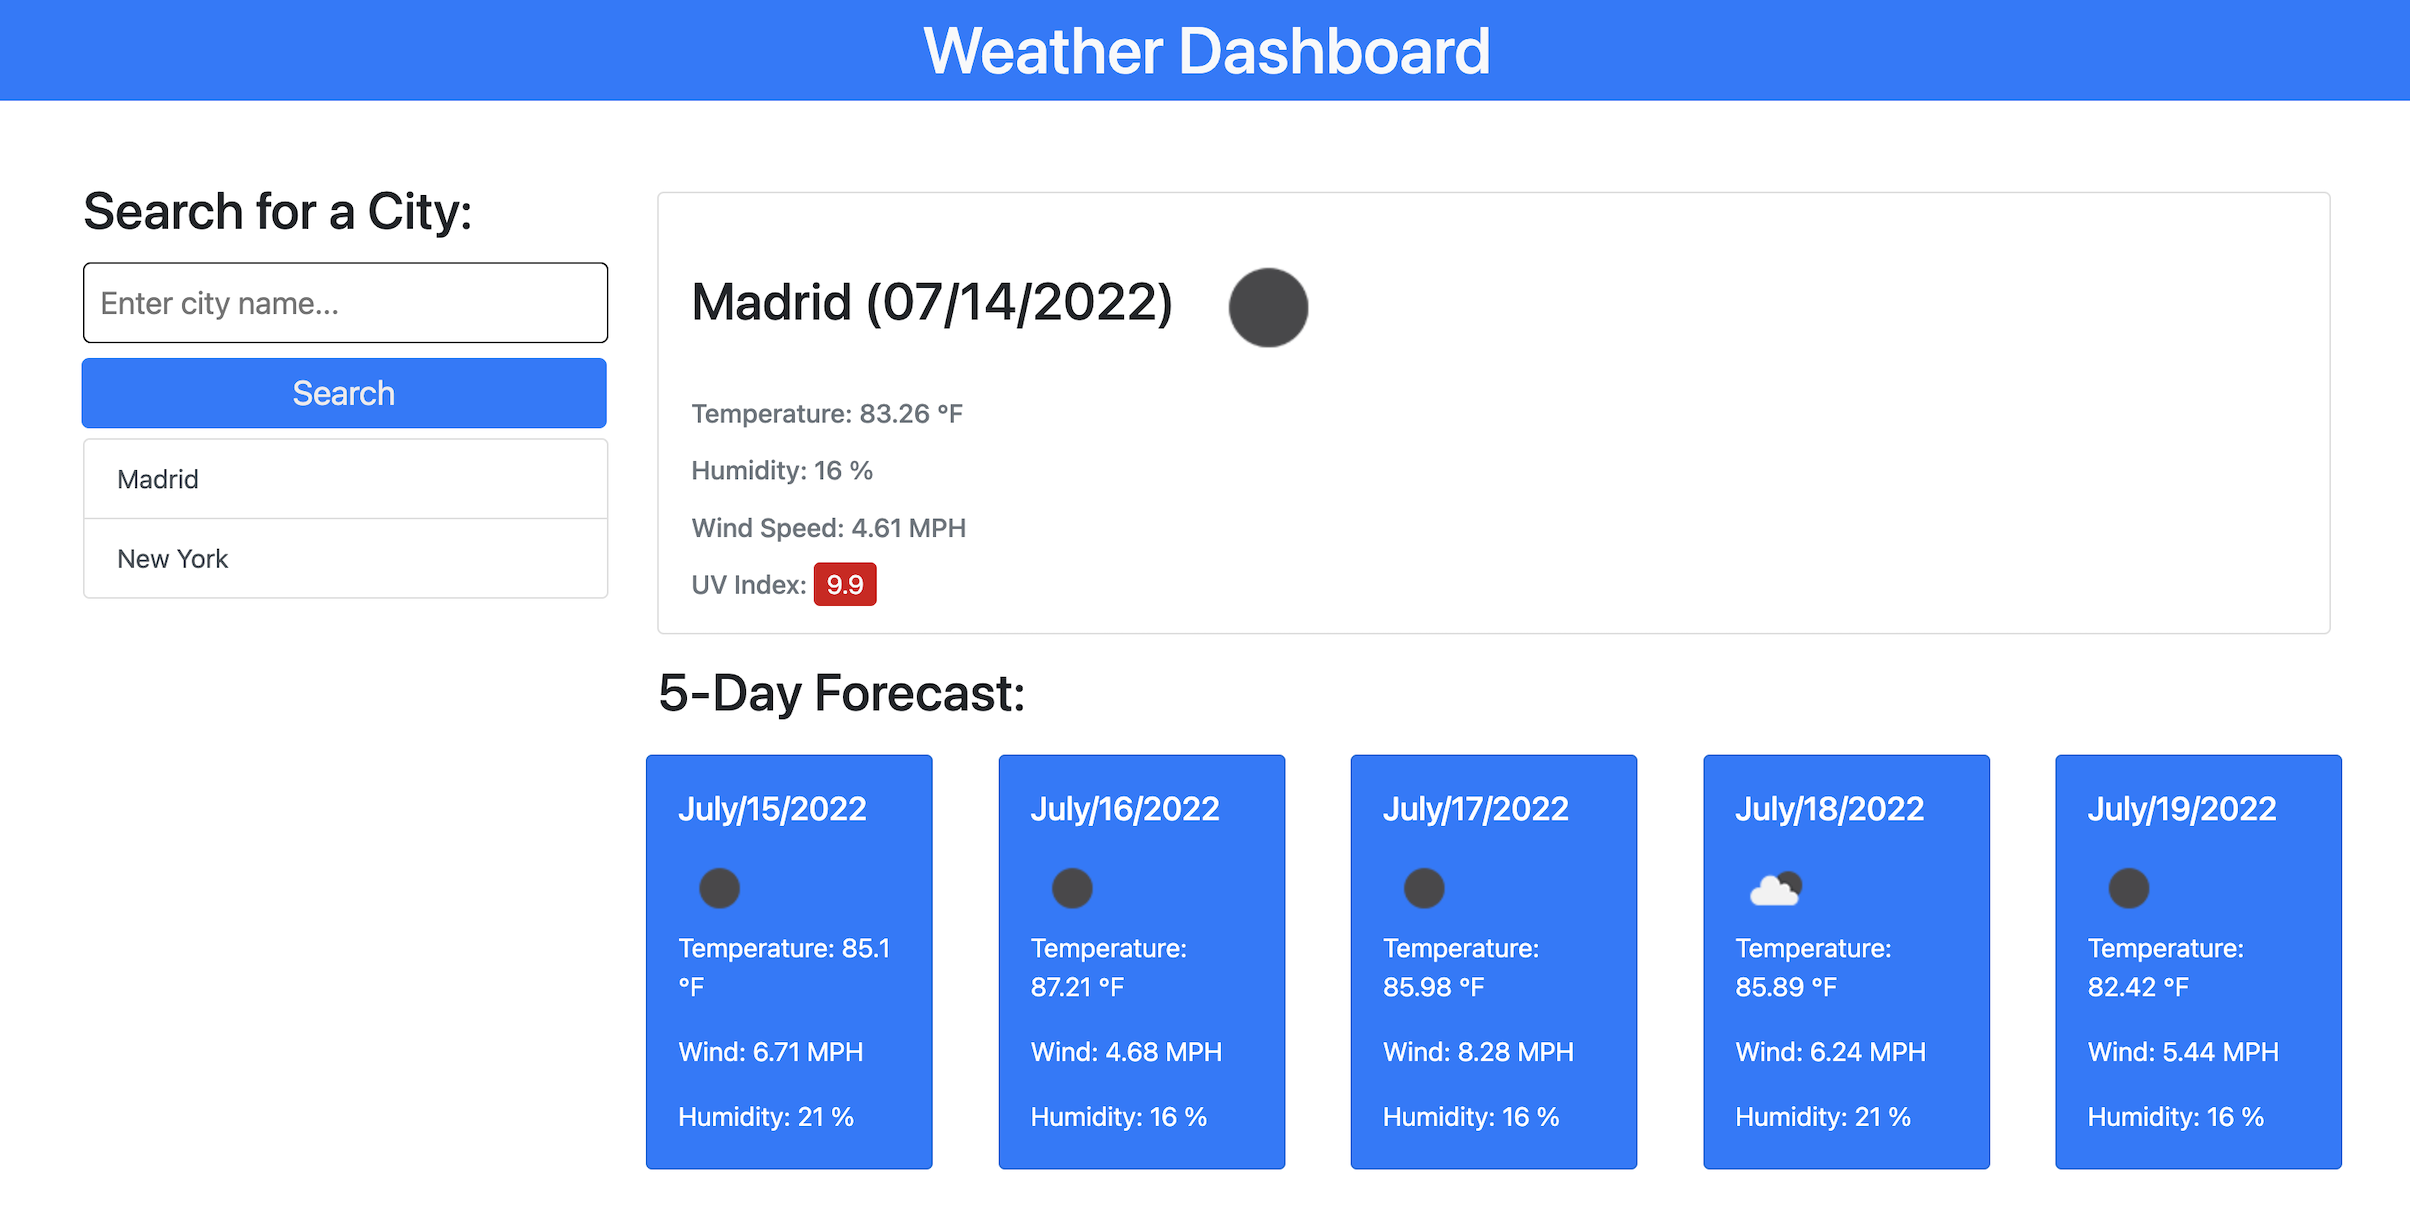 Weather Dashboard
Search for a City:
Enter city name...
Search
Madrid
New York
Madrid (07/14/2022)
Temperature: 83.26 °F
Humidity: 16 %
Wind Speed: 4.61 MPH
UV Index: 9.9
5-Day Forecast:
July/15/2022
Temperature: 85.1
°F
Wind: 6.71 MPH
Humidity: 21 %
July/16/2022
Temperature:
87.21 °F
Wind: 4.68 MPH
Humidity: 16 %
July/17/2022
Temperature:
85.98 °F
Wind: 8.28 MPH
Humidity: 16 %
July/18/2022
Temperature:
85.89 °F
Wind: 6.24 MPH
Humidity: 21 %
July/19/2022
Temperature:
82.42 °F
Wind: 5.44 MPH
Humidity: 16 %